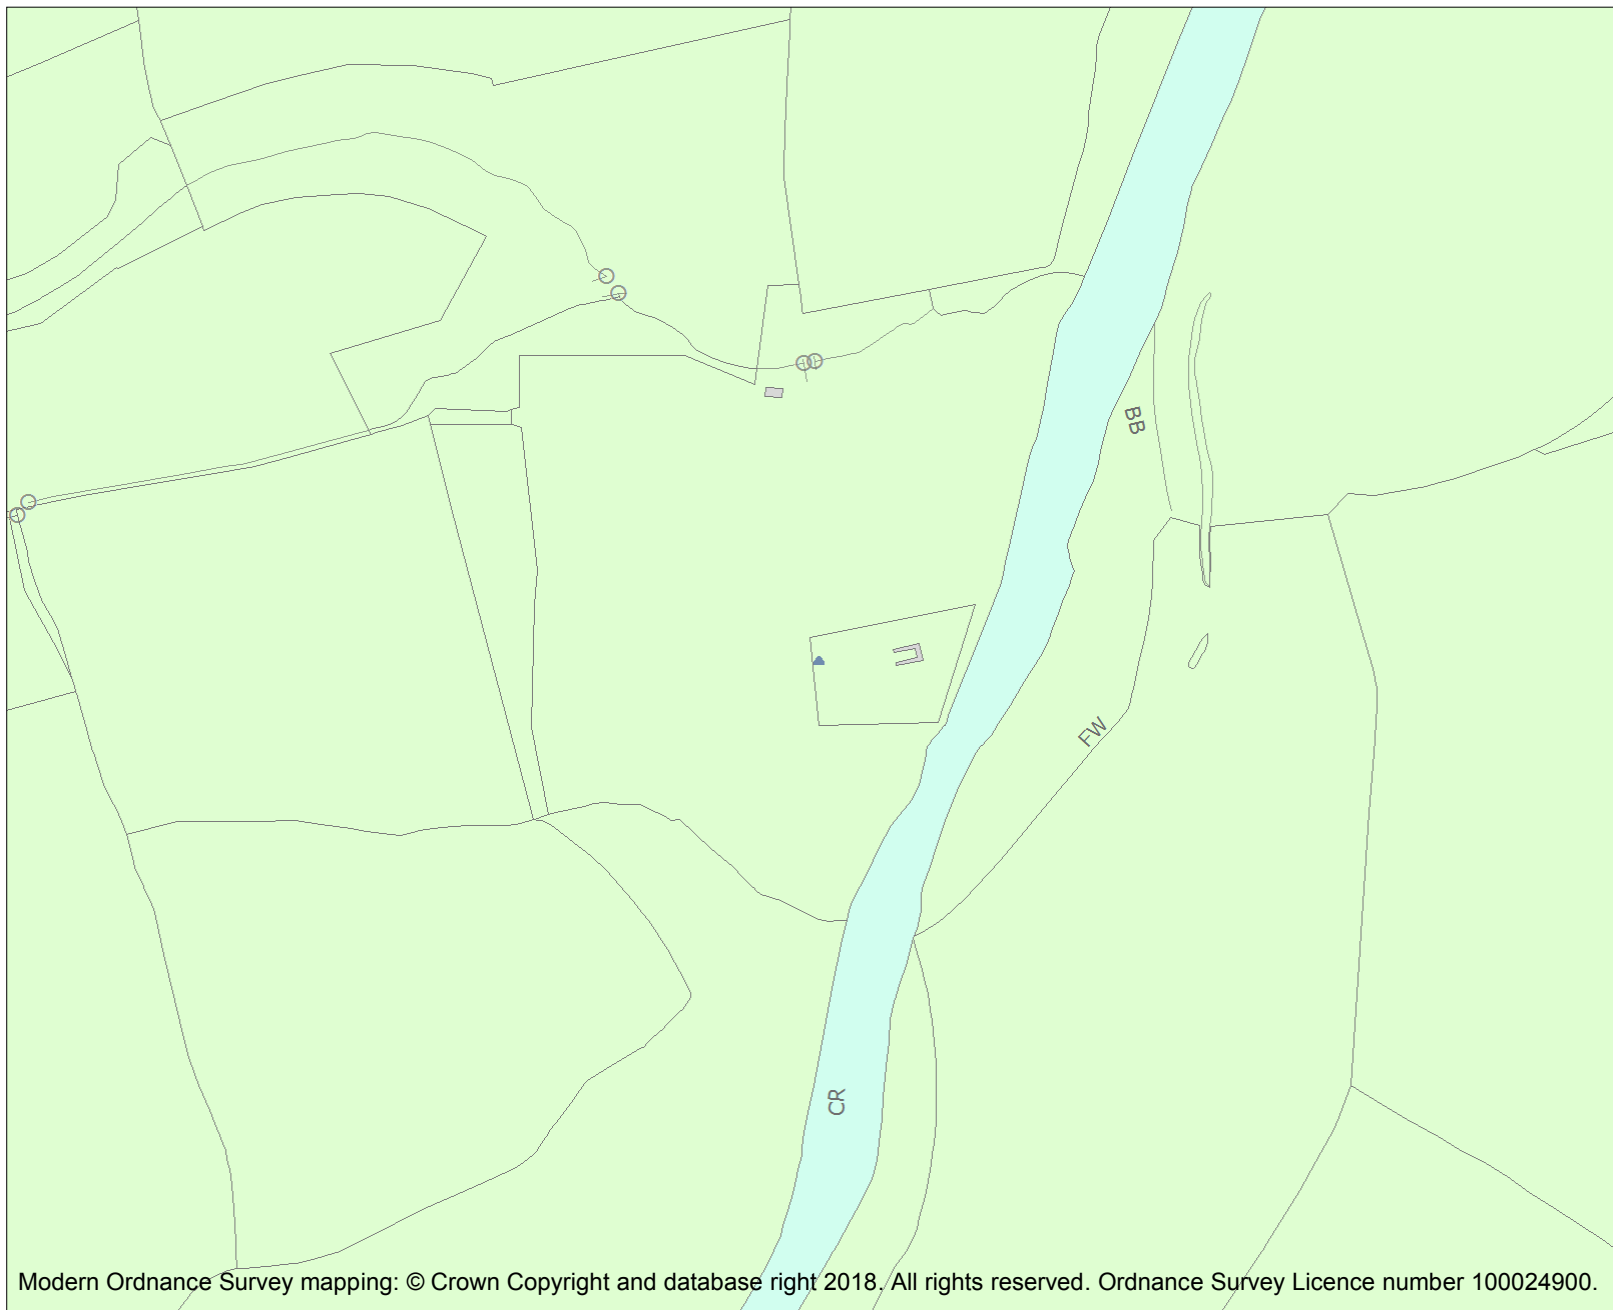 BB
FW
CR
Modern Ordnance Survey mapping: © Crown Copyright and database right 2018. All rights reserved. Ordnance Survey Licence number 100024900.